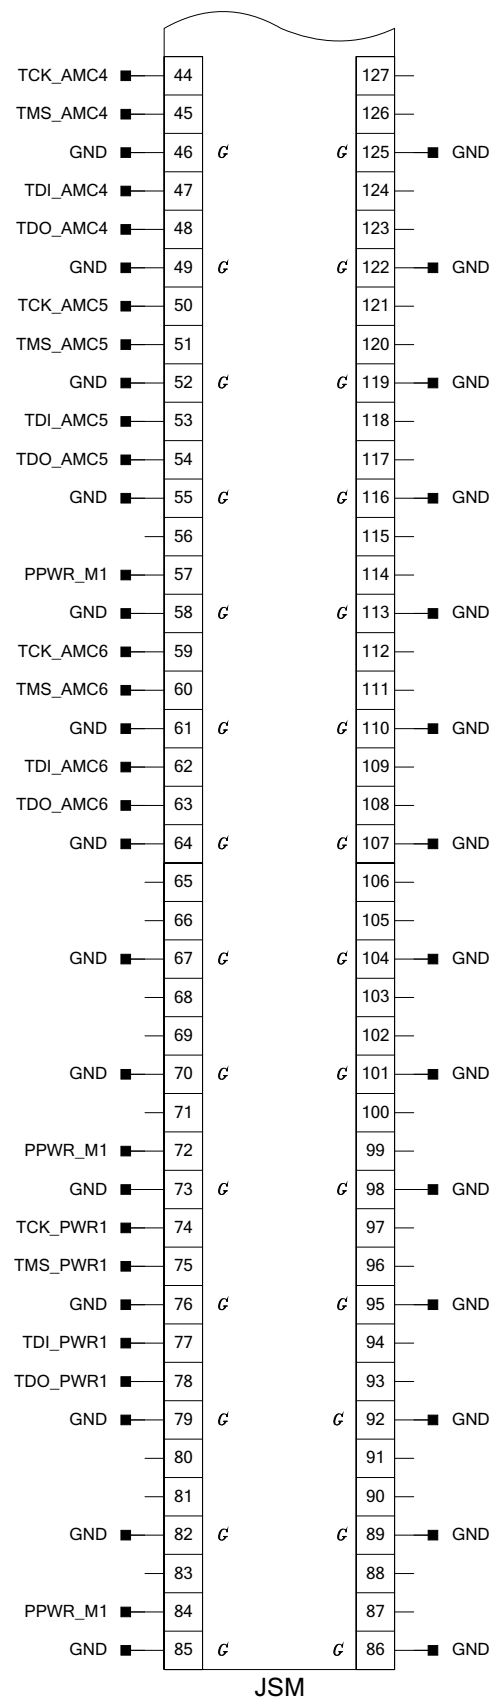 TCK_AMC4 44 127
TMS_AMC4 45 126
GND 46 G G 125 GND
TDI_AMC4 47 124
TDO_AMC4 48 123
GND 49 G G 122 GND
TCK_AMC5 50 121
TMS_AMC5 51 120
GND 52 G G 119 GND
TDI_AMC5 53 118
TDO_AMC5 54 117
GND 55 G G 116 GND
56 115
PPWR_M1 57 114
GND 58 G G 113 GND
TCK_AMC6 59 112
TMS_AMC6 60 111
GND 61 G G 110 GND
TDI_AMC6 62 109
TDO_AMC6 63 108
GND 64 G G 107 GND
65 106
66 105
GND 67 G G 104 GND
68 103
69 102
GND 70 G G 101 GND
71 100
PPWR_M1 72 99
GND 73 G G 98 GND
TCK_PWR1 74 97
TMS_PWR1 75 96
GND 76 G G 95 GND
TDI_PWR1 77 94
TDO_PWR1 78 93
GND 79 G G 92 GND
80 91
81 90
GND 82 G G 89 GND
83 88
PPWR_M1 84 87
GND 85 G G 86 GND
JSM